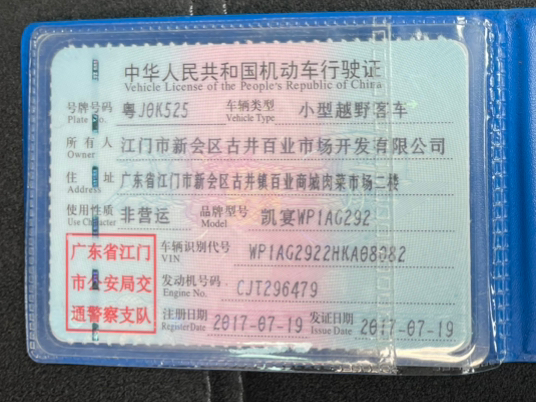 中华人民共和国机动车行驶证
Vehicle License of the People's Republic of China
号牌号码 粤J0K525 车辆类型 小型越野客车
Plate No. Vehicle Type
所有人 江门市新会区古井百业市场开发有限公司
Owner
住址 广东省江门市新会区古井镇百业商城肉菜市场二楼
Address
使用性质 非营运 品牌型号 凯宴WP1AG292
Use Character Model
广东省江门 车辆识别代号 WP1AG2922HKA08082
VIN
市公安局交 发动机号码 CJT296479
Engine No.
通警察支队 注册日期 2017-07-19 发证日期 2017-07-19
Register Date Issue Date